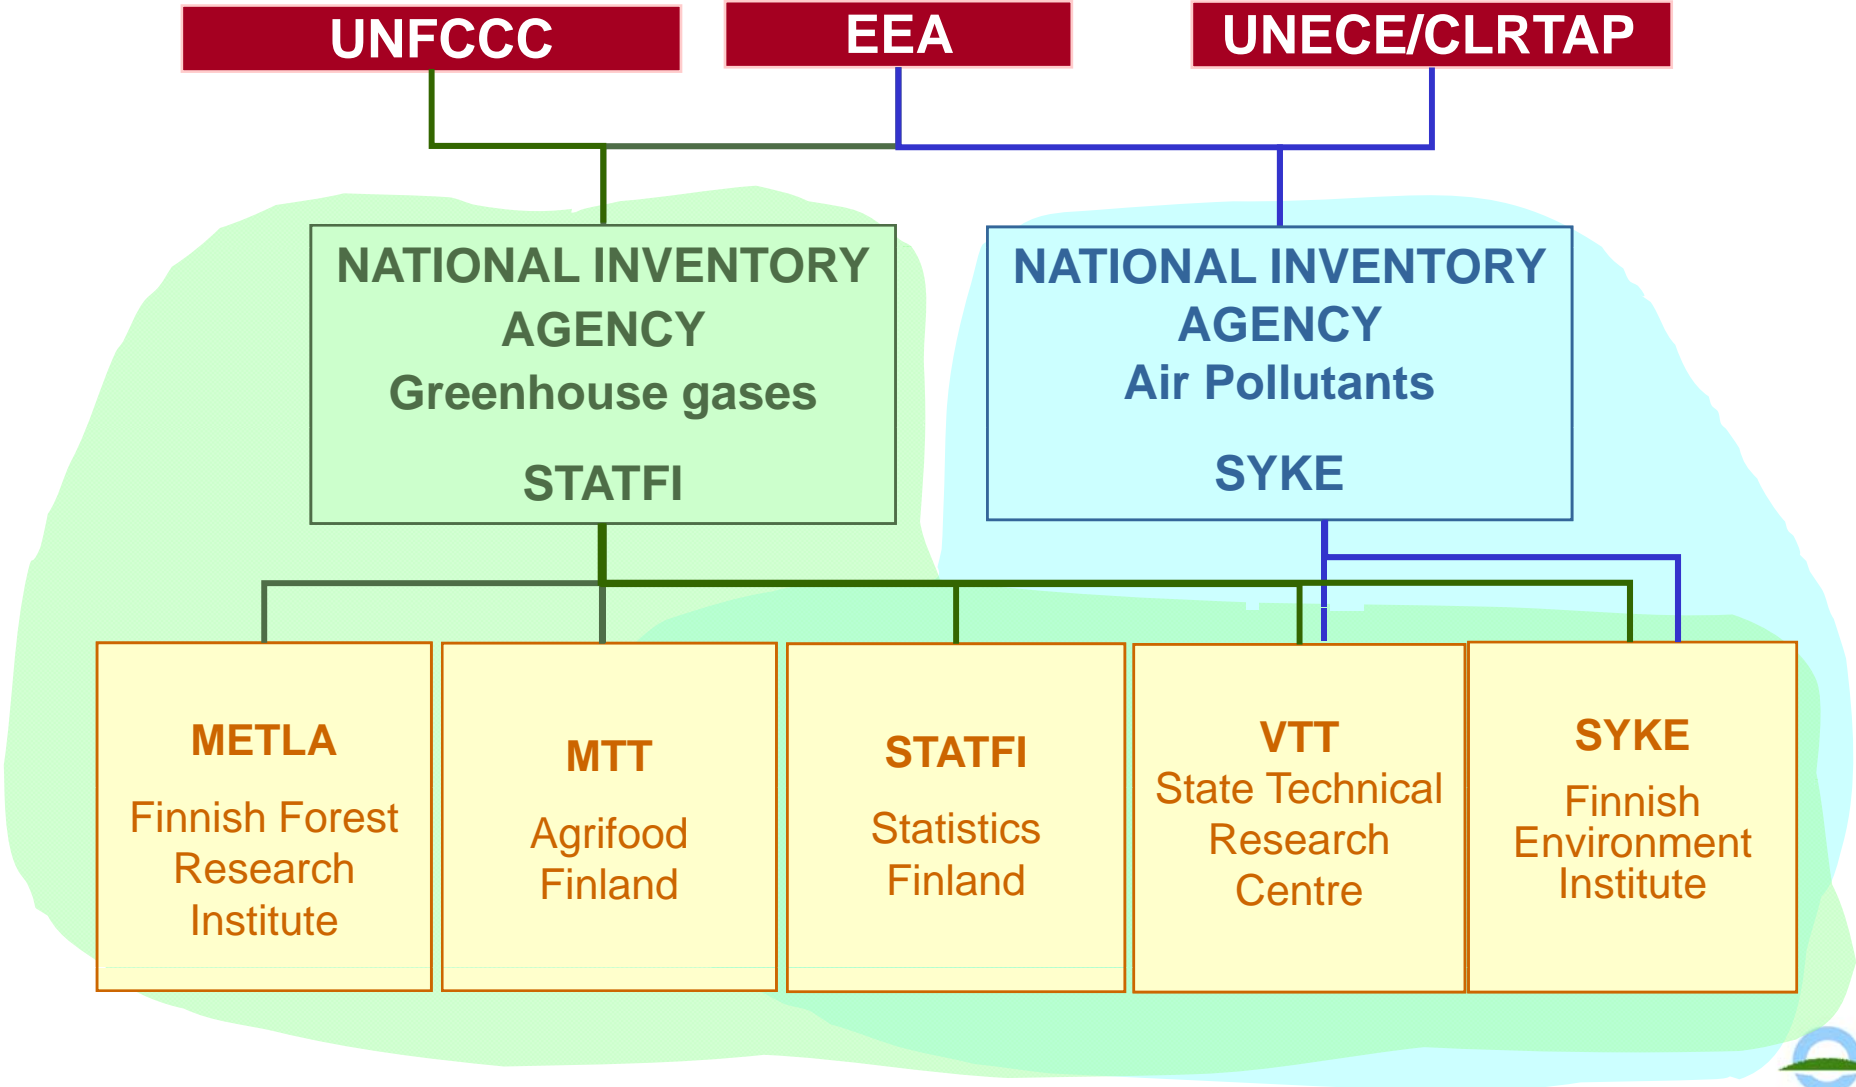 UNFCCC
EEA
UNECE/CLRTAP
NATIONAL INVENTORY
AGENCY
Greenhouse gases
STATFI
NATIONAL INVENTORY
AGENCY
Air Pollutants
SYKE
METLA
Finnish Forest
Research
Institute
MTT
Agrifood
Finland
STATFI
Statistics
Finland
VTT
State Technical
Research
Centre
SYKE
Finnish
Environment
Institute